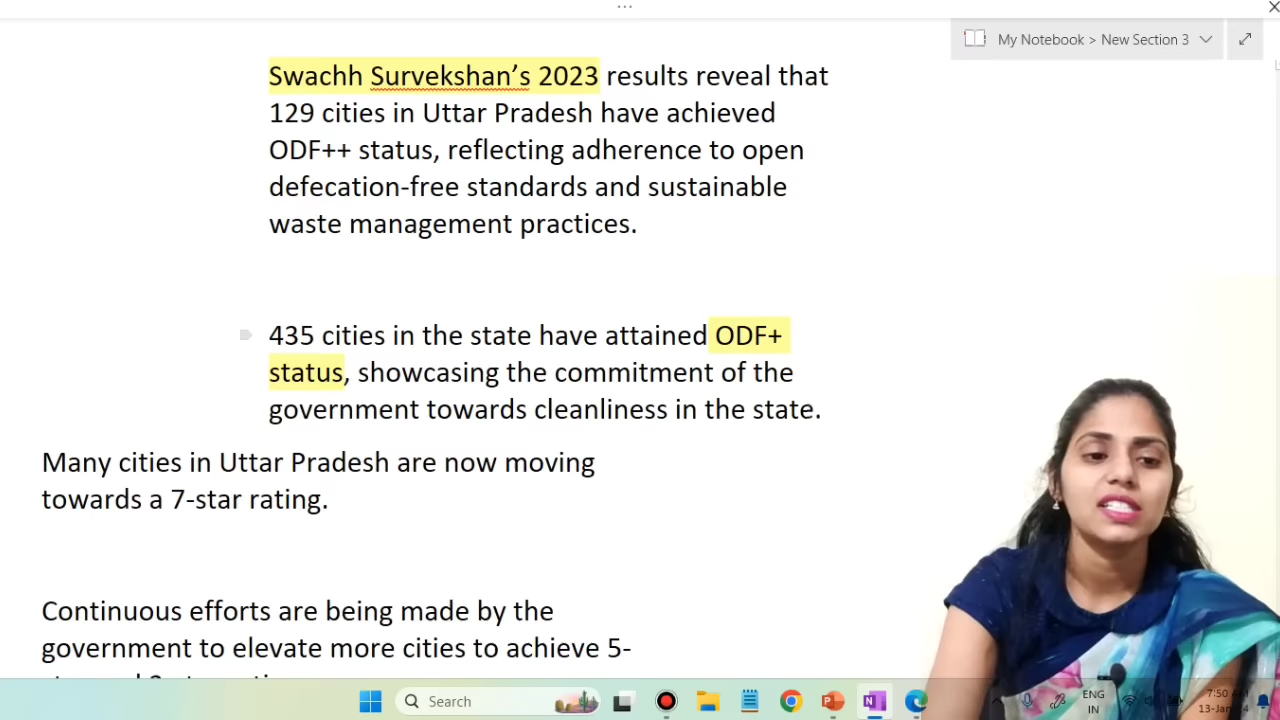 ...
My Notebook > New Section 3
Swachh Survekshan’s 2023 results reveal that
129 cities in Uttar Pradesh have achieved
ODF++ status, reflecting adherence to open
defecation-free standards and sustainable
waste management practices.
435 cities in the state have attained ODF+
status, showcasing the commitment of the
government towards cleanliness in the state.
Many cities in Uttar Pradesh are now moving
towards a 7-star rating.
Continuous efforts are being made by the
government to elevate more cities to achieve 5-
Search
ENG
IN
7:50